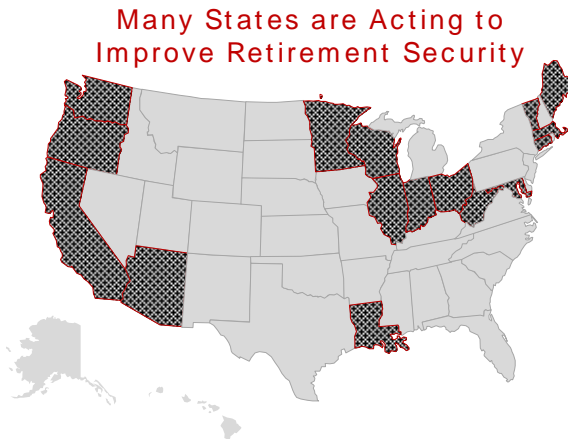 Many States are Acting to
Improve Retirement Security